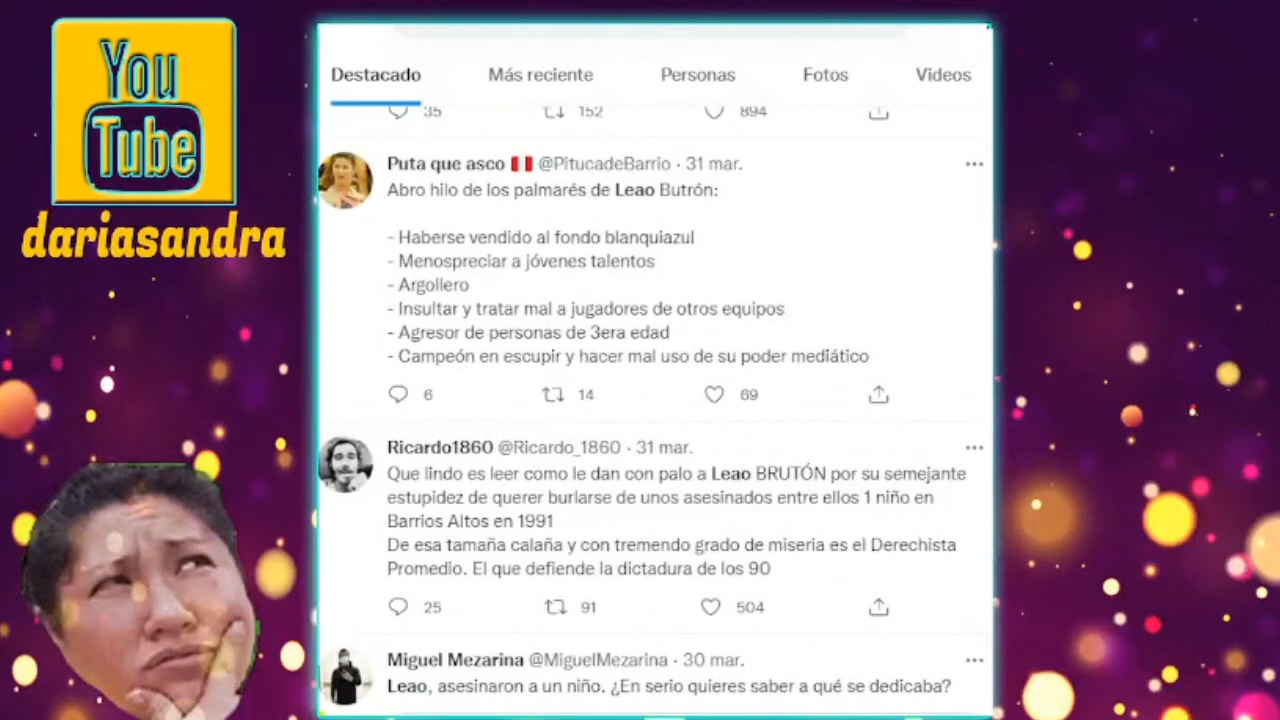 You
Tube
dariasandra
Destacado Más reciente Personas Fotos Videos
35 152 894
Puta que asco 🇵🇪 @PitucadeBarrio · 31 mar.
Abro hilo de los palmarés de Leao Butrón:
- Haberse vendido al fondo blanquiazul
- Menospreciar a jóvenes talentos
- Argollero
- Insultar y tratar mal a jugadores de otros equipos
- Agresor de personas de 3era edad
- Campeón en escupir y hacer mal uso de su poder mediático
6 14 69
Ricardo1860 @Ricardo_1860 · 31 mar.
Que lindo es leer como le dan con palo a Leao BRUTÓN por su semejante
estupidez de querer burlarse de unos asesinados entre ellos 1 niño en
Barrios Altos en 1991
De esa tamaña calaña y con tremendo grado de miseria es el Derechista
Promedio. El que defiende la dictadura de los 90
25 91 504
Miguel Mezarina @MiguelMezarina · 30 mar.
Leao, asesinaron a un niño. ¿En serio quieres saber a qué se dedicaba?